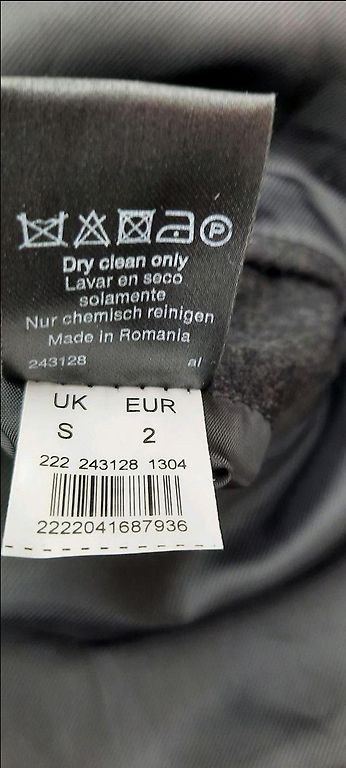 P
Dry clean only
Lavar en seco
solamente
Nur chemisch reinigen
Made in Romania
243128 al
UK EUR
S 2
222 243128 1304
2222041687936